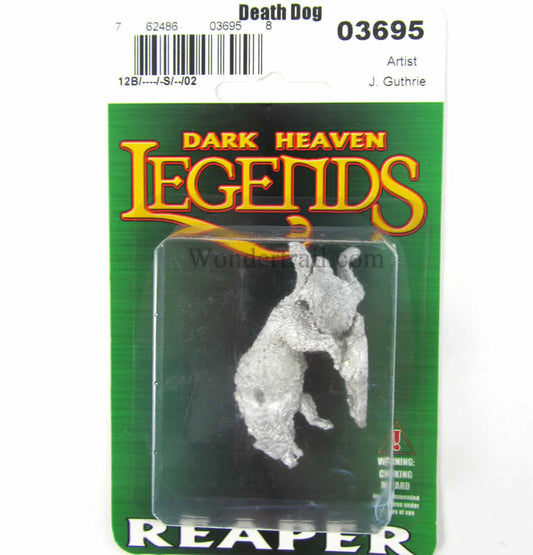 Death Dog
7 62486 03695 8
03695
Artist
J. Guthrie
12B/----/-S/--/02
DARK HEAVEN
LEGENDS
Wondertrail.com
WARNING:
CHOKING
HAZARD
REAPER